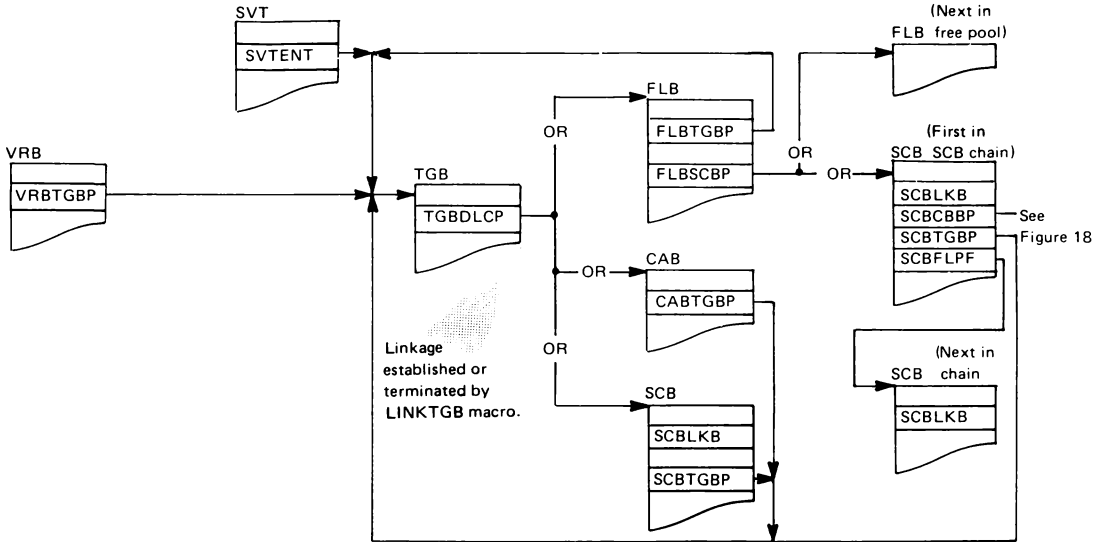 SVT
SVTENT
(Next in
FLB free pool)
FLB
FLBTGBP
FLBSCBP
OR
OR
OR
(First in
SCB SCB chain)
SCBLKB
SCBCBBP
SCBTGBP
SCBFLPF
See
Figure 18
VRB
VRBTGBP
TGB
TGBDLCP
OR
CAB
CABTGBP
Linkage
established or
terminated by
LINKTGB macro.
OR
SCB
SCBLKB
SCBTGBP
(Next in
SCB chain
SCBLKB